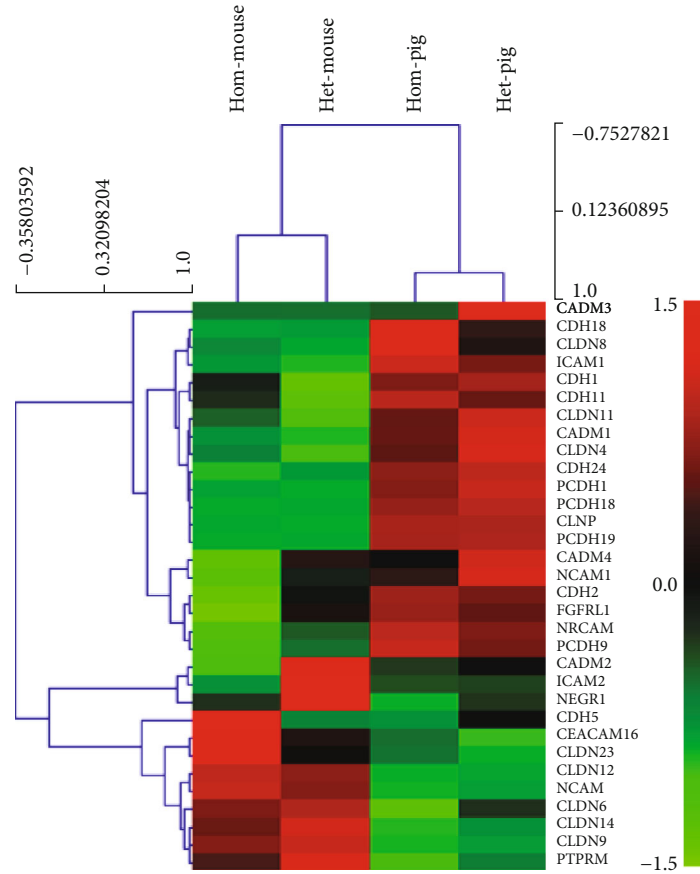 Hom-mouse
Het-mouse
Hom-pig
Het-pig
−0.7527821
0.12360895
1.0
−0.35803592
0.32098204
1.0
CADM3
CDH18
CLDN8
ICAM1
CDH1
CDH11
CLDN11
CADM1
CLDN4
CDH24
PCDH1
PCDH18
CLNP
PCDH19
CADM4
NCAM1
CDH2
FGFRL1
NRCAM
PCDH9
CADM2
ICAM2
NEGR1
CDH5
CEACAM16
CLDN23
CLDN12
NCAM
CLDN6
CLDN14
CLDN9
PTPRM
1.5
0.0
−1.5